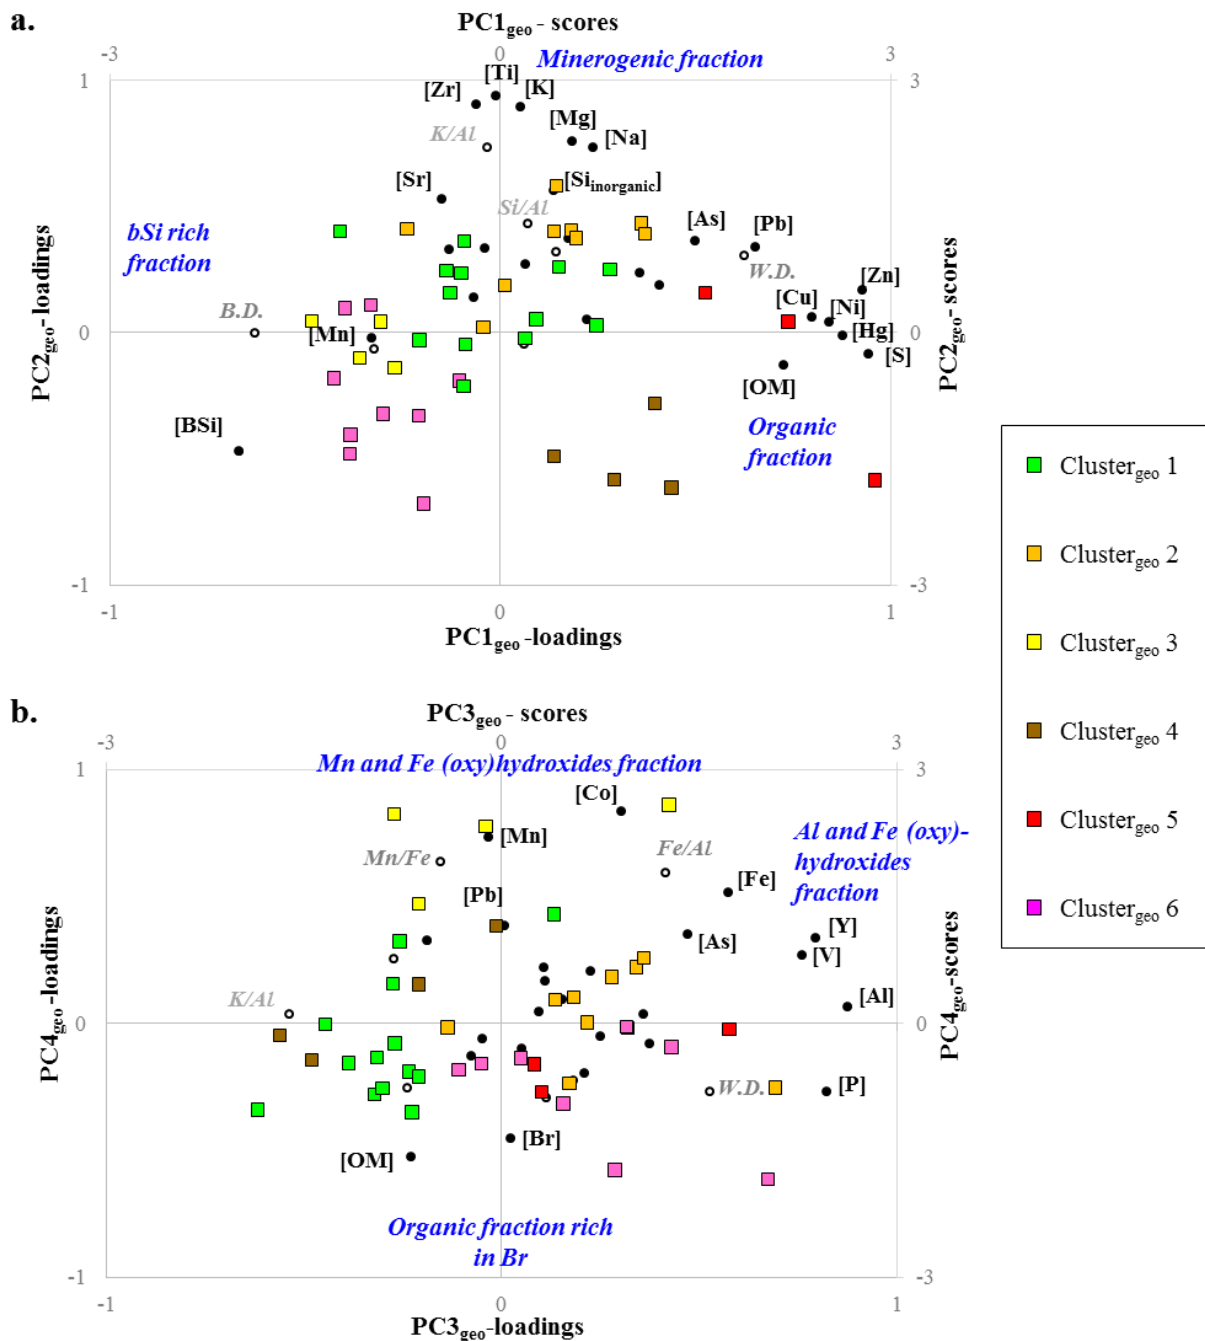 a.
PC1geo - scores
-3
0
3
Minerogenic fraction
1
3
[Ti]
[Zr]
[K]
[Mg]
K/Al
[Na]
[Sr]
[Siinorganic]
Si/Al
[As]
[Pb]
bSi rich
fraction
W.D.
[Zn]
B.D.
[Cu]
[Ni]
0
[Mn]
[Hg]
0
[S]
[OM]
[BSi]
Organic
fraction
PC2geo-loadings
PC2geo-scores
-1
-3
-1
0
1
PC1geo-loadings
Clustergeo 1
Clustergeo 2
Clustergeo 3
Clustergeo 4
Clustergeo 5
Clustergeo 6
b.
PC3geo - scores
-3
0
3
Mn and Fe (oxy)hydroxides fraction
1
3
[Co]
[Mn]
Al and Fe (oxy)-
hydroxides
fraction
Mn/Fe
Fe/Al
[Fe]
[Pb]
[As]
[Y]
[V]
K/Al
[Al]
0
0
W.D.
[P]
[Br]
[OM]
Organic fraction rich
in Br
PC4geo-loadings
PC4geo-scores
-1
-3
-1
0
1
PC3geo-loadings